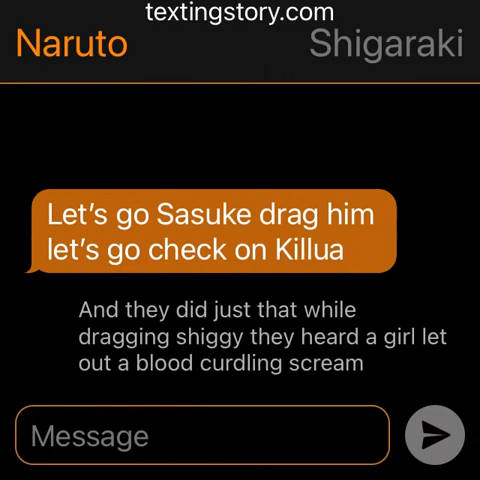 textingstory.com
Naruto Shigaraki
Let’s go Sasuke drag him
let’s go check on Killua
And they did just that while
dragging shiggy they heard a girl let
out a blood curdling scream
Message